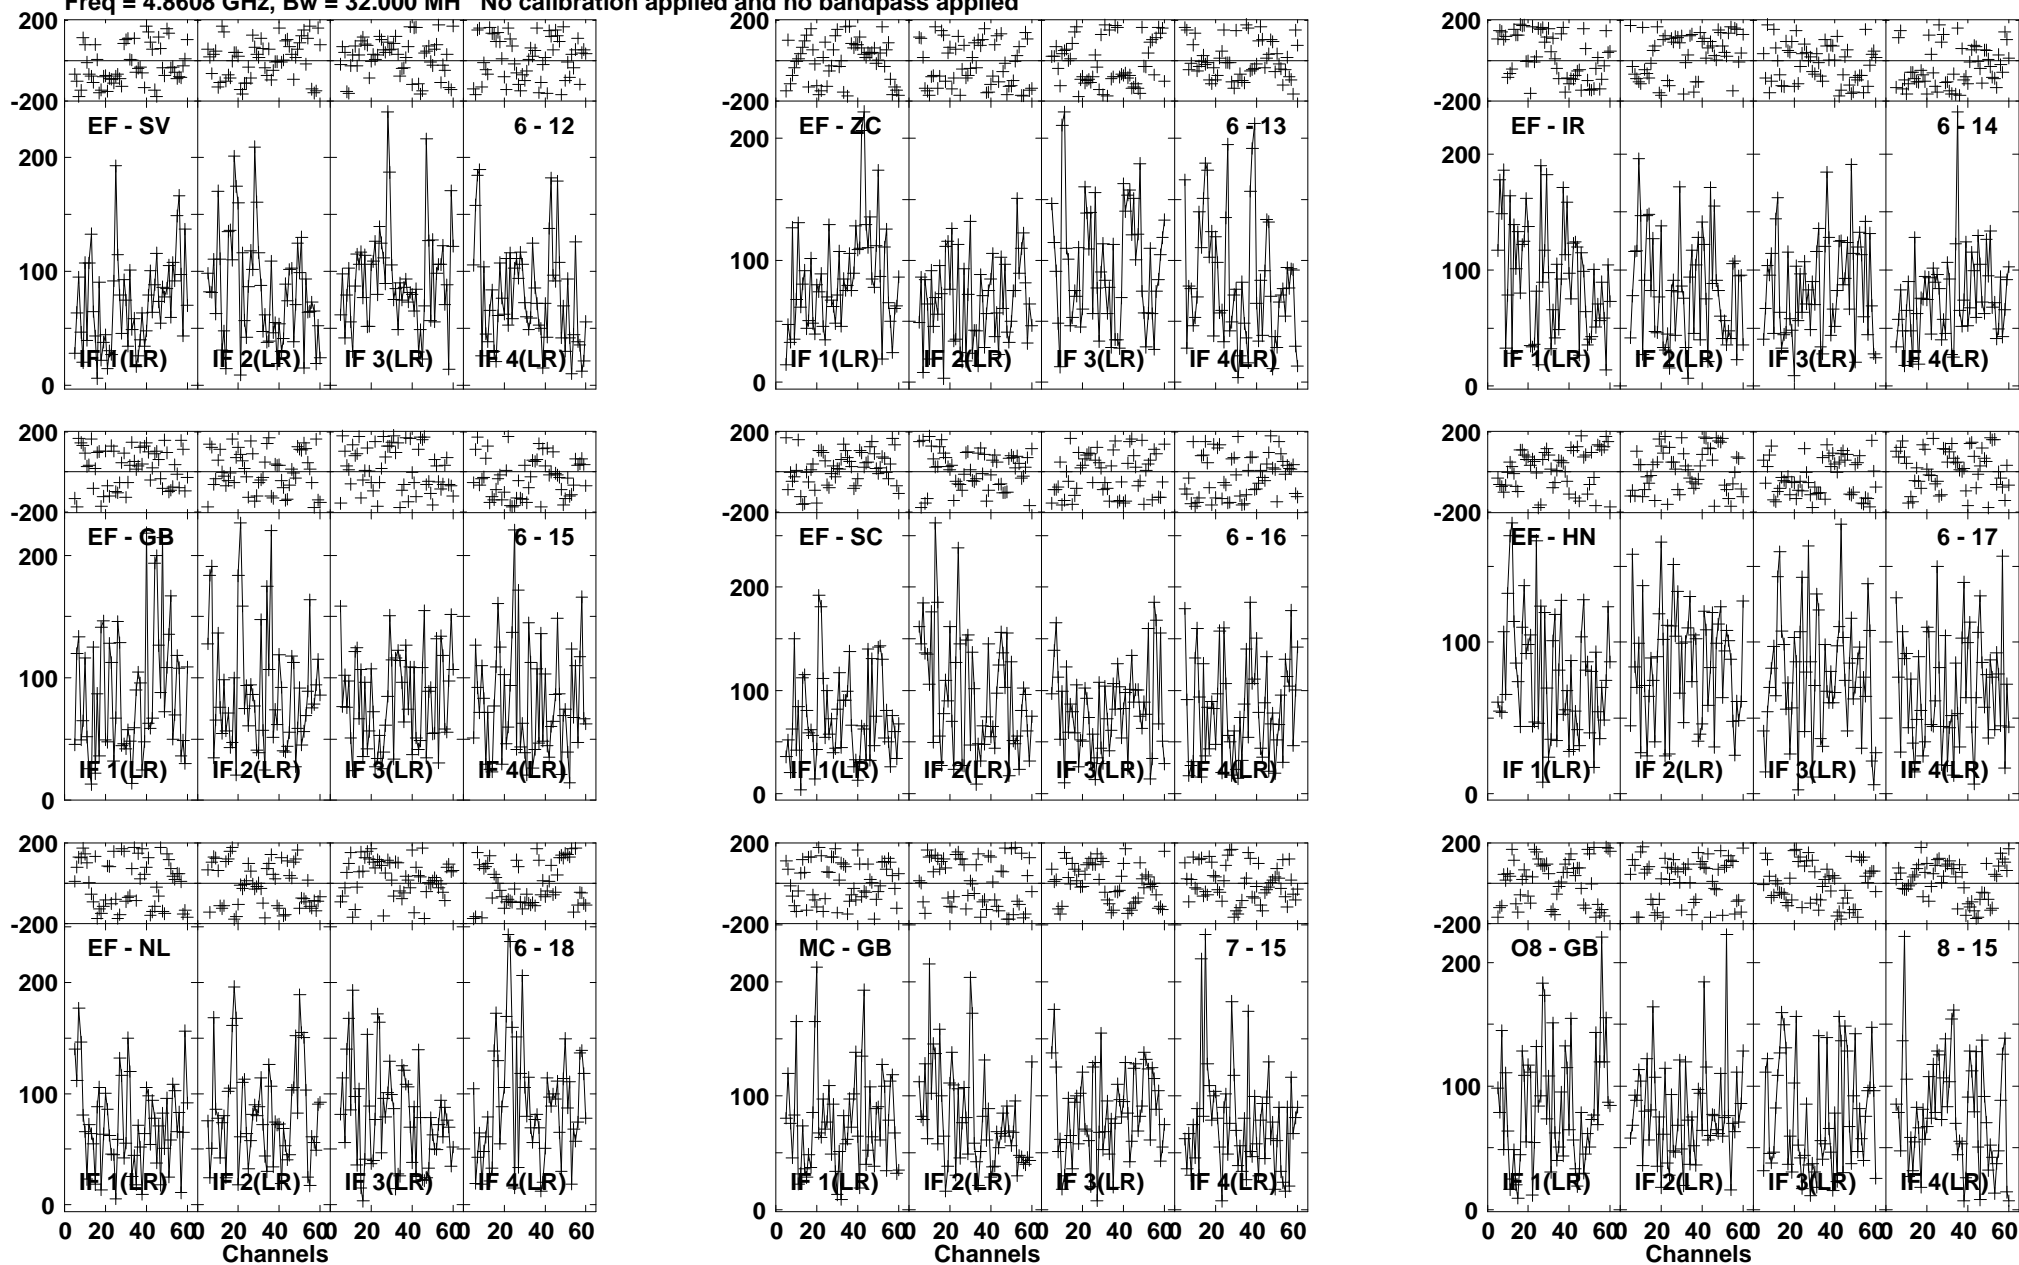 Freq = 4.8608 GHz, Bw = 32.000 MH No calibration applied and no bandpass applied
200 200 200
-200 -200 -200
EF - SV 6 - 12 EF - ZC 6 - 13 EF - IR 6 - 14
200 200 200
100 100 100
IF 1(LR) IF 2(LR) IF 3(LR) IF 4(LR) IF 1(LR) IF 2(LR) IF 3(LR) IF 4(LR) IF 1(LR) IF 2(LR) IF 3(LR) IF 4(LR)
0 0 0
200 200 200
-200 -200 -200
EF - GB 6 - 15 EF - SC 6 - 16 EF - HN 6 - 17
200 200
100 100 100
IF 1(LR) IF 2(LR) IF 3(LR) IF 4(LR) IF 1(LR) IF 2(LR) IF 3(LR) IF 4(LR) IF 1(LR) IF 2(LR) IF 3(LR) IF 4(LR)
0 0 0
200 200 200
-200 -200 -200
EF - NL 6 - 18 MC - GB 7 - 15 O8 - GB 8 - 15
200 200 200
100 100 100
IF 1(LR) IF 2(LR) IF 3(LR) IF 4(LR) IF 1(LR) IF 2(LR) IF 3(LR) IF 4(LR) IF 1(LR) IF 2(LR) IF 3(LR) IF 4(LR)
0 0 0
0 20 40 60 0 20 40 60 0 20 40 60 0 20 40 60 0 20 40 60 0 20 40 60 0 20 40 60 0 20 40 60 0 20 40 60 0 20 40 60 0 20 40 60 0 20 40 60
Channels Channels Channels